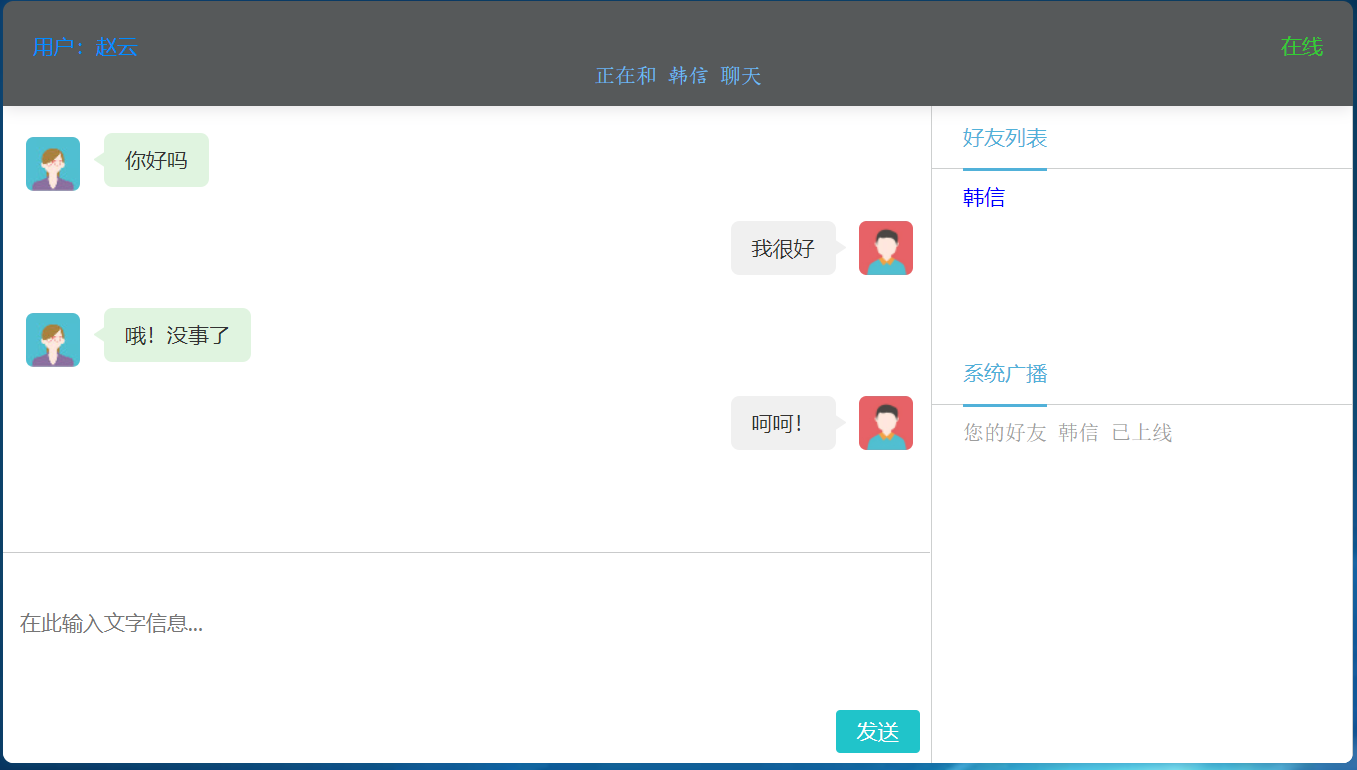 用户：赵云
在线
正在和 韩信 聊天
你好吗
我很好
哦！没事了
呵呵！
在此输入文字信息...
发送
好友列表
韩信
系统广播
您的好友 韩信 已上线